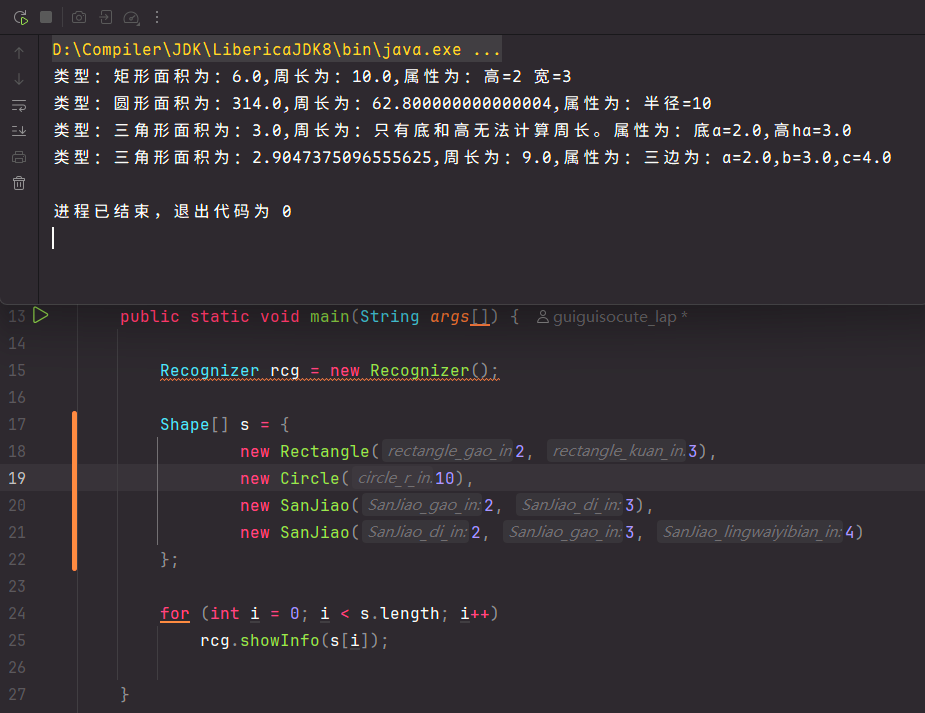 D:\Compiler\JDK\LibericaJDK8\bin\java.exe ...
类型：矩形面积为：6.0,周长为：10.0,属性为：高=2 宽=3
类型：圆形面积为：314.0,周长为：62.800000000000004,属性为：半径=10
类型：三角形面积为：3.0,周长为：只有底和高无法计算周长。属性为：底a=2.0,高ha=3.0
类型：三角形面积为：2.9047375096555625,周长为：9.0,属性为：三边为：a=2.0,b=3.0,c=4.0
进程已结束，退出代码为 0
13 public static void main(String args[]) { guiguisocute_lap *
14
15 Recognizer rcg = new Recognizer();
16
17 Shape[] s = {
18 new Rectangle( rectangle_gao_in: 2, rectangle_kuan_in: 3),
19 new Circle( circle_r_in: 10),
20 new SanJiao( SanJiao_gao_in: 2, SanJiao_di_in: 3),
21 new SanJiao( SanJiao_di_in: 2, SanJiao_gao_in: 3, SanJiao_lingwaiyibian_in: 4)
22 };
23
24 for (int i = 0; i < s.length; i++)
25 rcg.showInfo(s[i]);
26
27 }